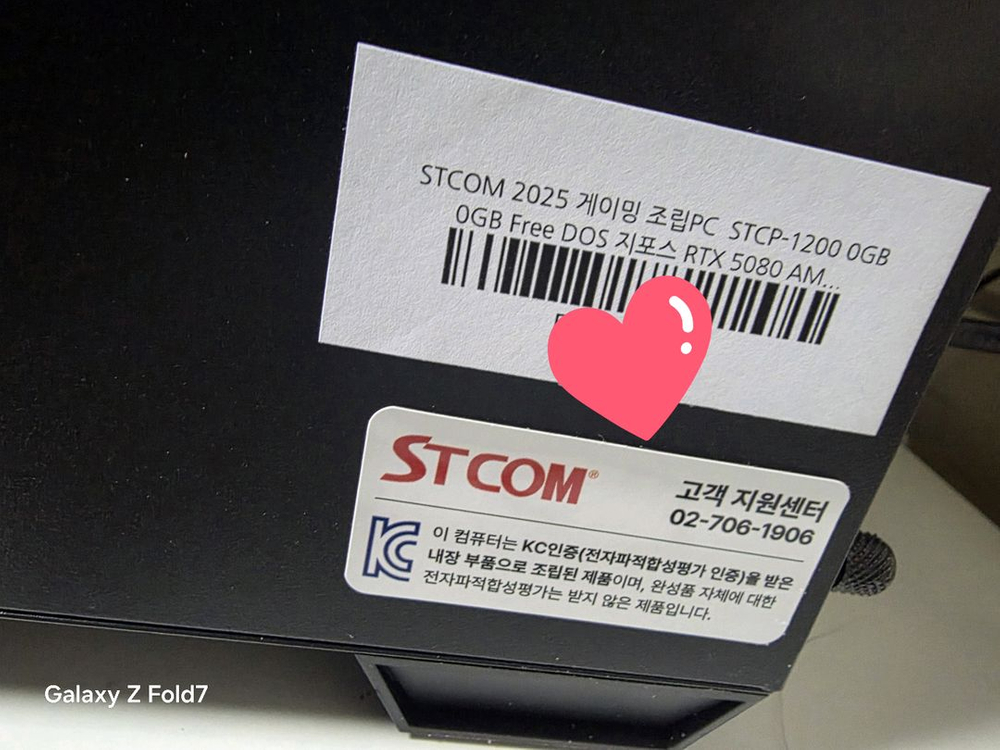 STCOM 2025 게이밍 조립PC STCP-1200 0GB
0GB Free DOS 지포스 RTX 5080 AM...
STCOM®
고객 지원센터
02-706-1906
이 컴퓨터는 KC인증(전자파적합성평가 인증)을 받은
내장 부품으로 조립된 제품이며, 완성품 자체에 대한
전자파적합성평가는 받지 않은 제품입니다.
Galaxy Z Fold7